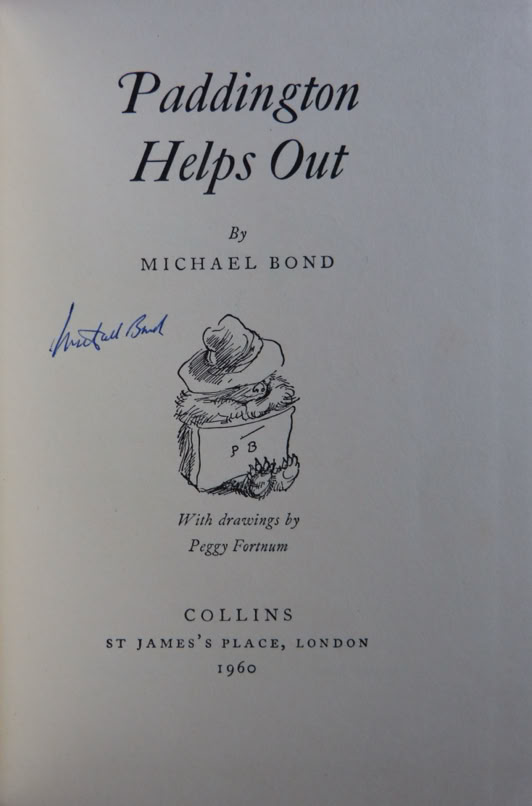 Paddington
Helps Out
By
MICHAEL BOND
Michael Bond
P B
With drawings by
Peggy Fortnum
COLLINS
ST JAMES'S PLACE, LONDON
1960